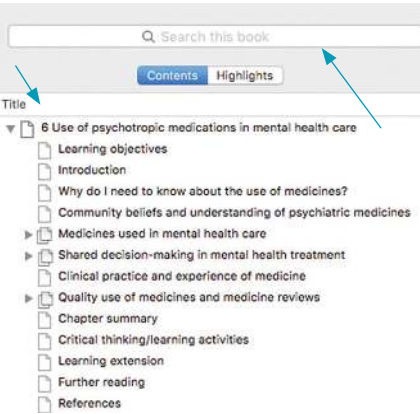 Search this book
Contents Highlights
Title
6 Use of psychotropic medications in mental health care
Learning objectives
Introduction
Why do I need to know about the use of medicines?
Community beliefs and understanding of psychiatric medicines
Medicines used in mental health care
Shared decision-making in mental health treatment
Clinical practice and experience of medicine
Quality use of medicines and medicine reviews
Chapter summary
Critical thinking/learning activities
Learning extension
Further reading
References